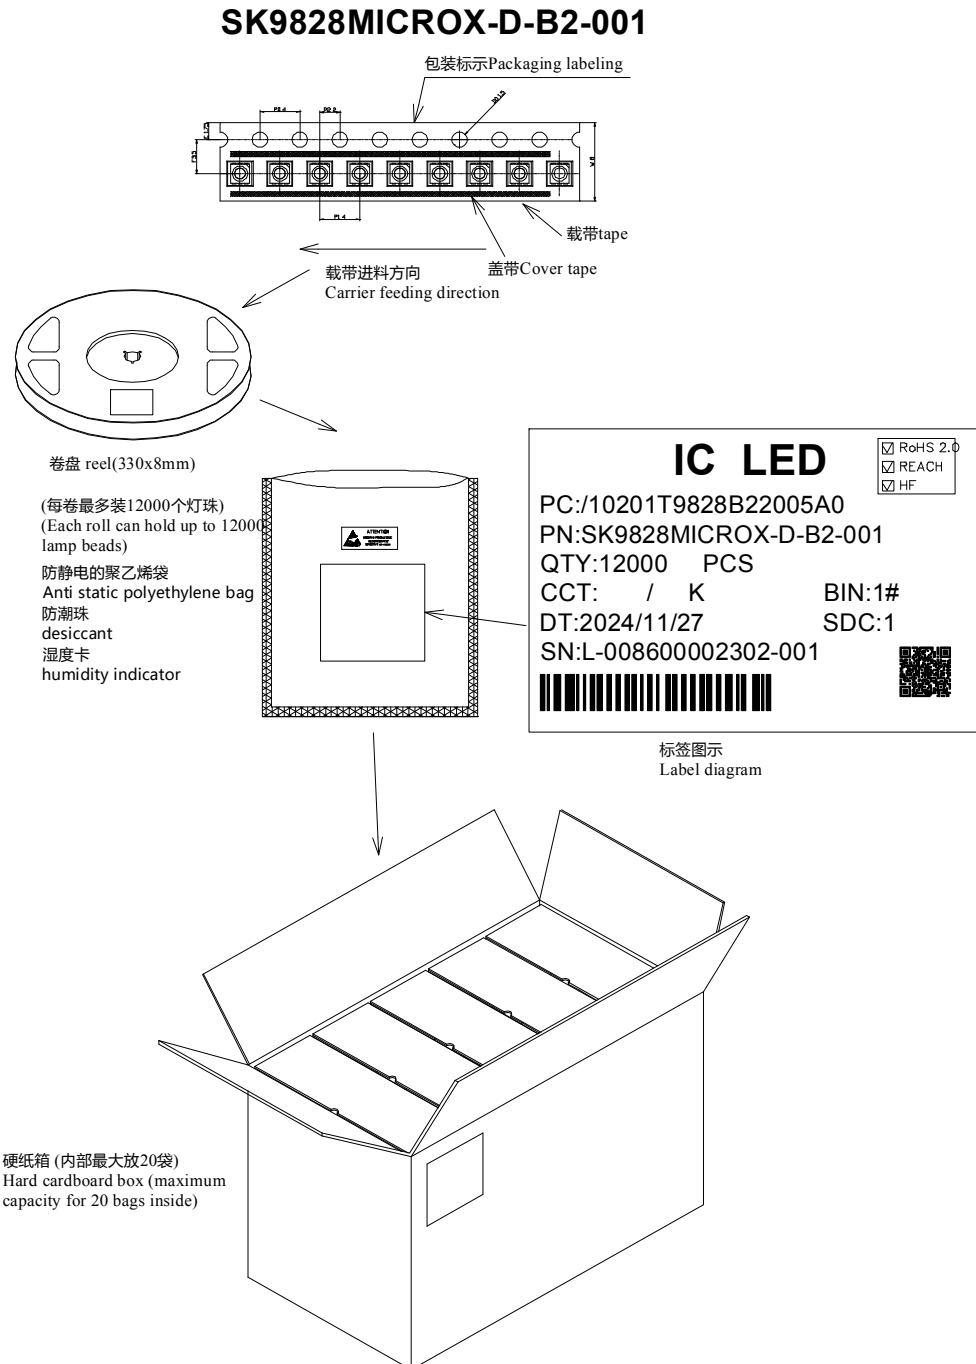 SK9828MICROX-D-B2-001
包装标示Packaging labeling
载带tape
盖带Cover tape
载带进料方向
Carrier feeding direction
卷盘 reel(330x8mm)
(每卷最多装12000个灯珠)
(Each roll can hold up to 12000
lamp beads)
防静电的聚乙烯袋
Anti static polyethylene bag
防潮珠
desiccant
湿度卡
humidity indicator
ATTENTION
IC LED
RoHS 2.0
REACH
HF
PC:/10201T9828B22005A0
PN:SK9828MICROX-D-B2-001
QTY:12000 PCS
CCT: / K BIN:1#
DT:2024/11/27 SDC:1
SN:L-008600002302-001
标签图示
Label diagram
硬纸箱 (内部最大放20袋)
Hard cardboard box (maximum
capacity for 20 bags inside)